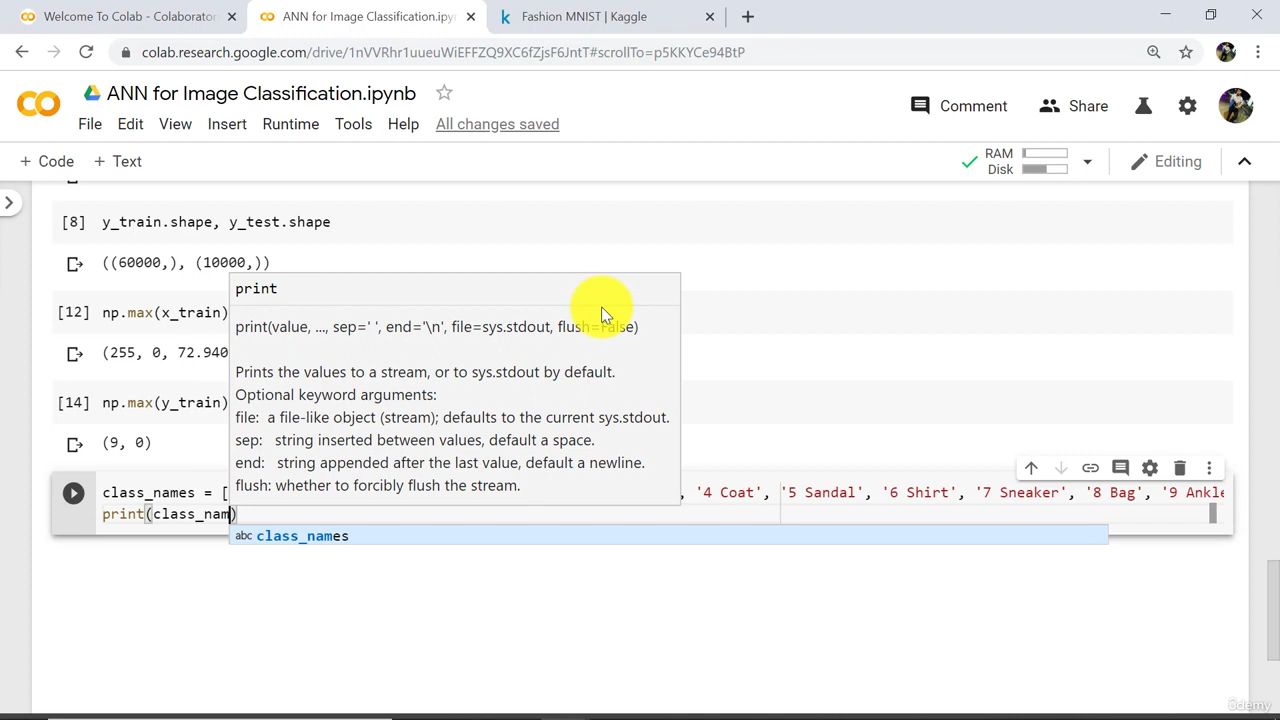 Welcome To Colab - Colaborator
ANN for Image Classification.ipyn
Fashion MNIST | Kaggle
colab.research.google.com/drive/1nVVRhr1uueuWiEFFZQ9XC6fZjsF6JntT#scrollTo=p5KKYCe94BtP
CO ANN for Image Classification.ipynb
Comment Share
File Edit View Insert Runtime Tools Help All changes saved
+ Code + Text
RAM
Disk
Editing
[8] y_train.shape, y_test.shape
((60000,), (10000,))
[12] np.max(x_train)
(255, 0, 72.940
[14] np.max(y_train)
(9, 0)
print
print(value, ..., sep=' ', end='\n', file=sys.stdout, flush=False)
Prints the values to a stream, or to sys.stdout by default.
Optional keyword arguments:
file: a file-like object (stream); defaults to the current sys.stdout.
sep: string inserted between values, default a space.
end: string appended after the last value, default a newline.
flush: whether to forcibly flush the stream.
class_names = [ , '4 Coat', '5 Sandal', '6 Shirt', '7 Sneaker', '8 Bag', '9 Ankle
print(class_nam)
abc class_names
ûdemy